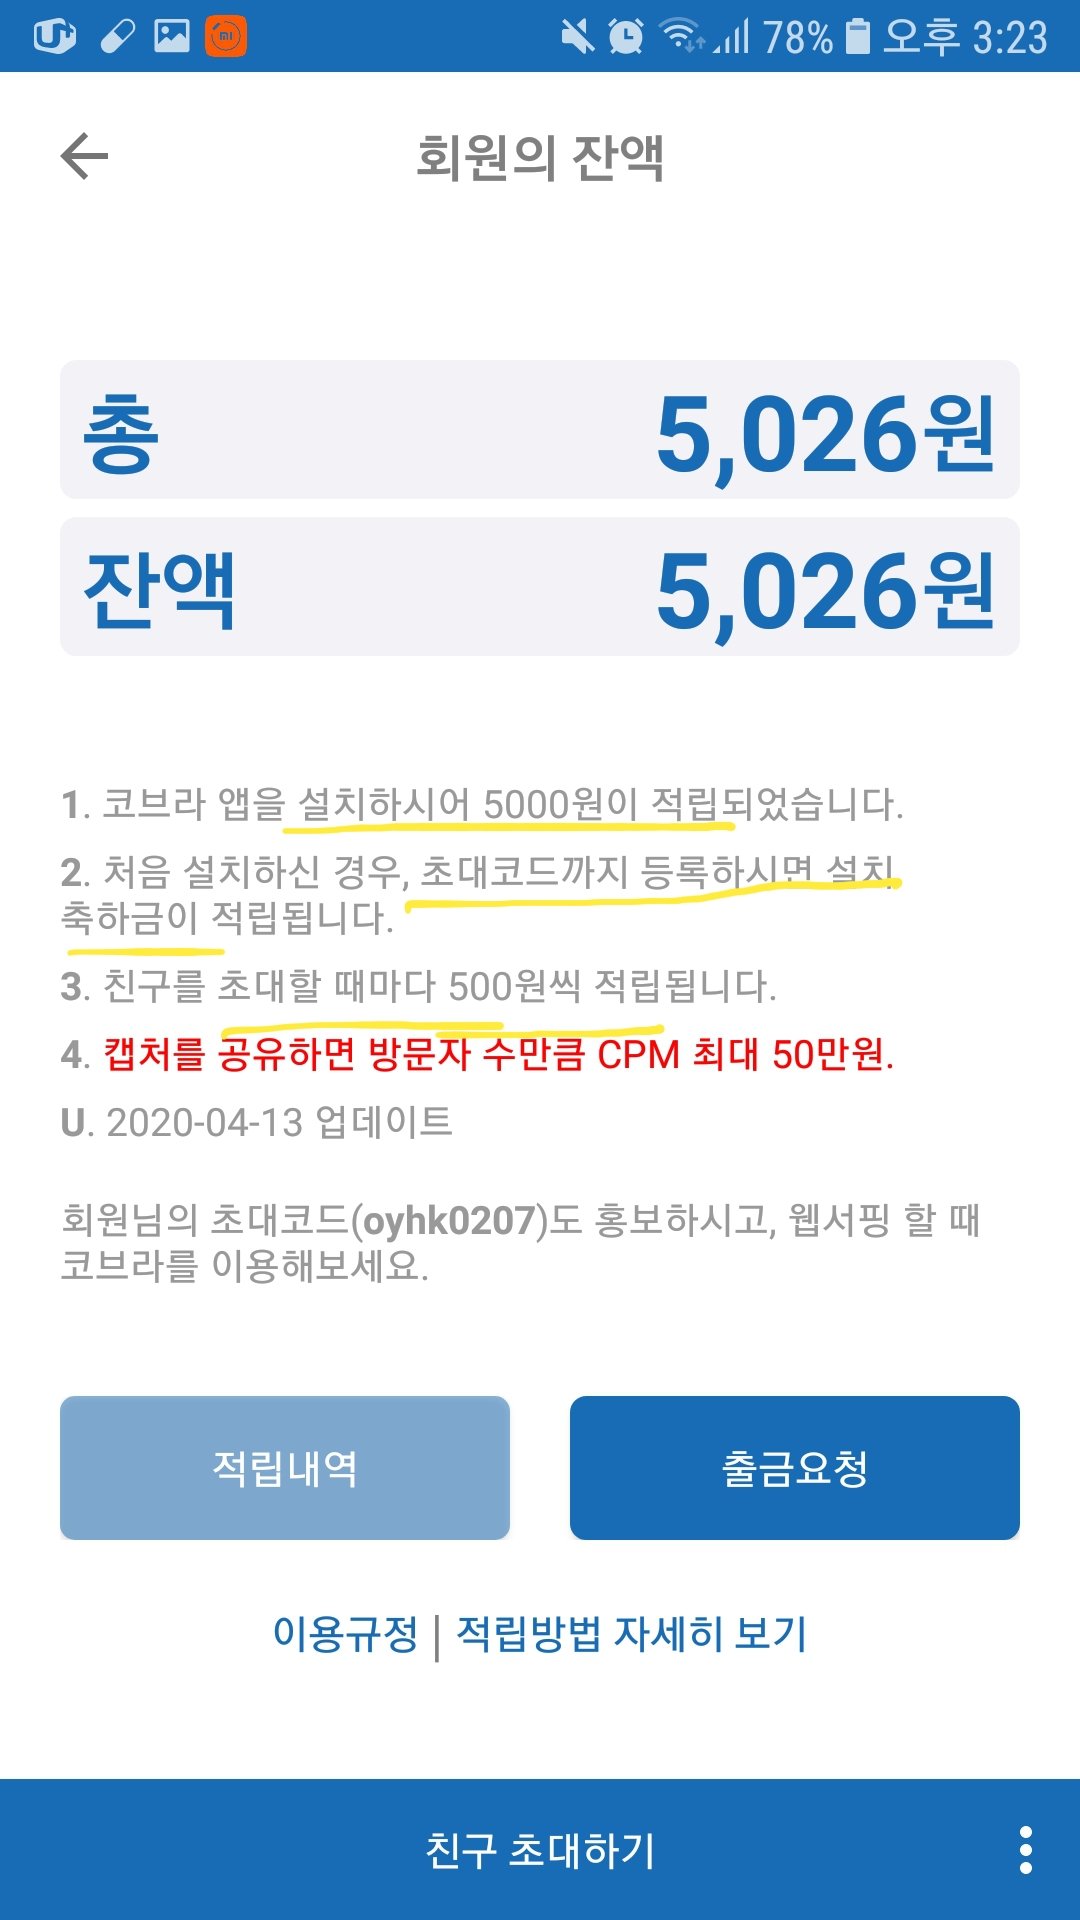 78% 오후 3:23
회원의 잔액
총 5,026원
잔액 5,026원
1. 코브라 앱을 설치하시어 5000원이 적립되었습니다.
2. 처음 설치하신 경우, 초대코드까지 등록하시면 설치
축하금이 적립됩니다.
3. 친구를 초대할 때마다 500원씩 적립됩니다.
4. 캡처를 공유하면 방문자 수만큼 CPM 최대 50만원.
U. 2020-04-13 업데이트
회원님의 초대코드(oyhk0207)도 홍보하시고, 웹서핑 할 때
코브라를 이용해보세요.
적립내역 출금요청
이용규정 | 적립방법 자세히 보기
친구 초대하기